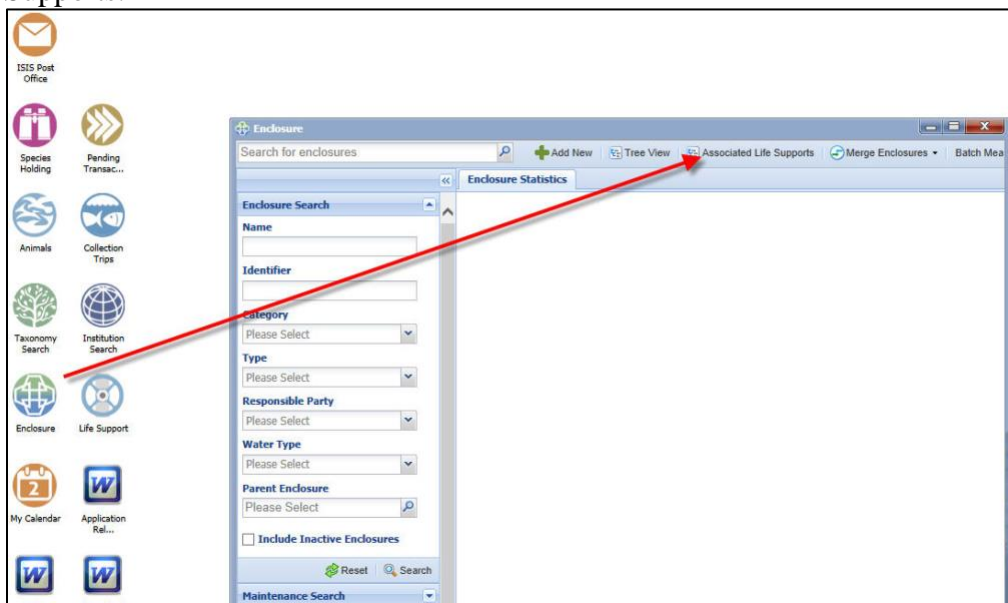 Supports.
ISIS Post
Office
Species
Holding
Pending
Transac...
Animals
Collection
Trips
Taxonomy
Search
Institution
Search
Enclosure
Life Support
2
My Calendar
W
Application
Rel...
W
W
Enclosure
Search for enclosures
Add New
Tree View
Associated Life Supports
Merge Enclosures
Batch Mea
Enclosure Statistics
Enclosure Search
Name
Identifier
Category
Please Select
Type
Please Select
Responsible Party
Please Select
Water Type
Please Select
Parent Enclosure
Please Select
Include Inactive Enclosures
Reset
Search
Maintenance Search